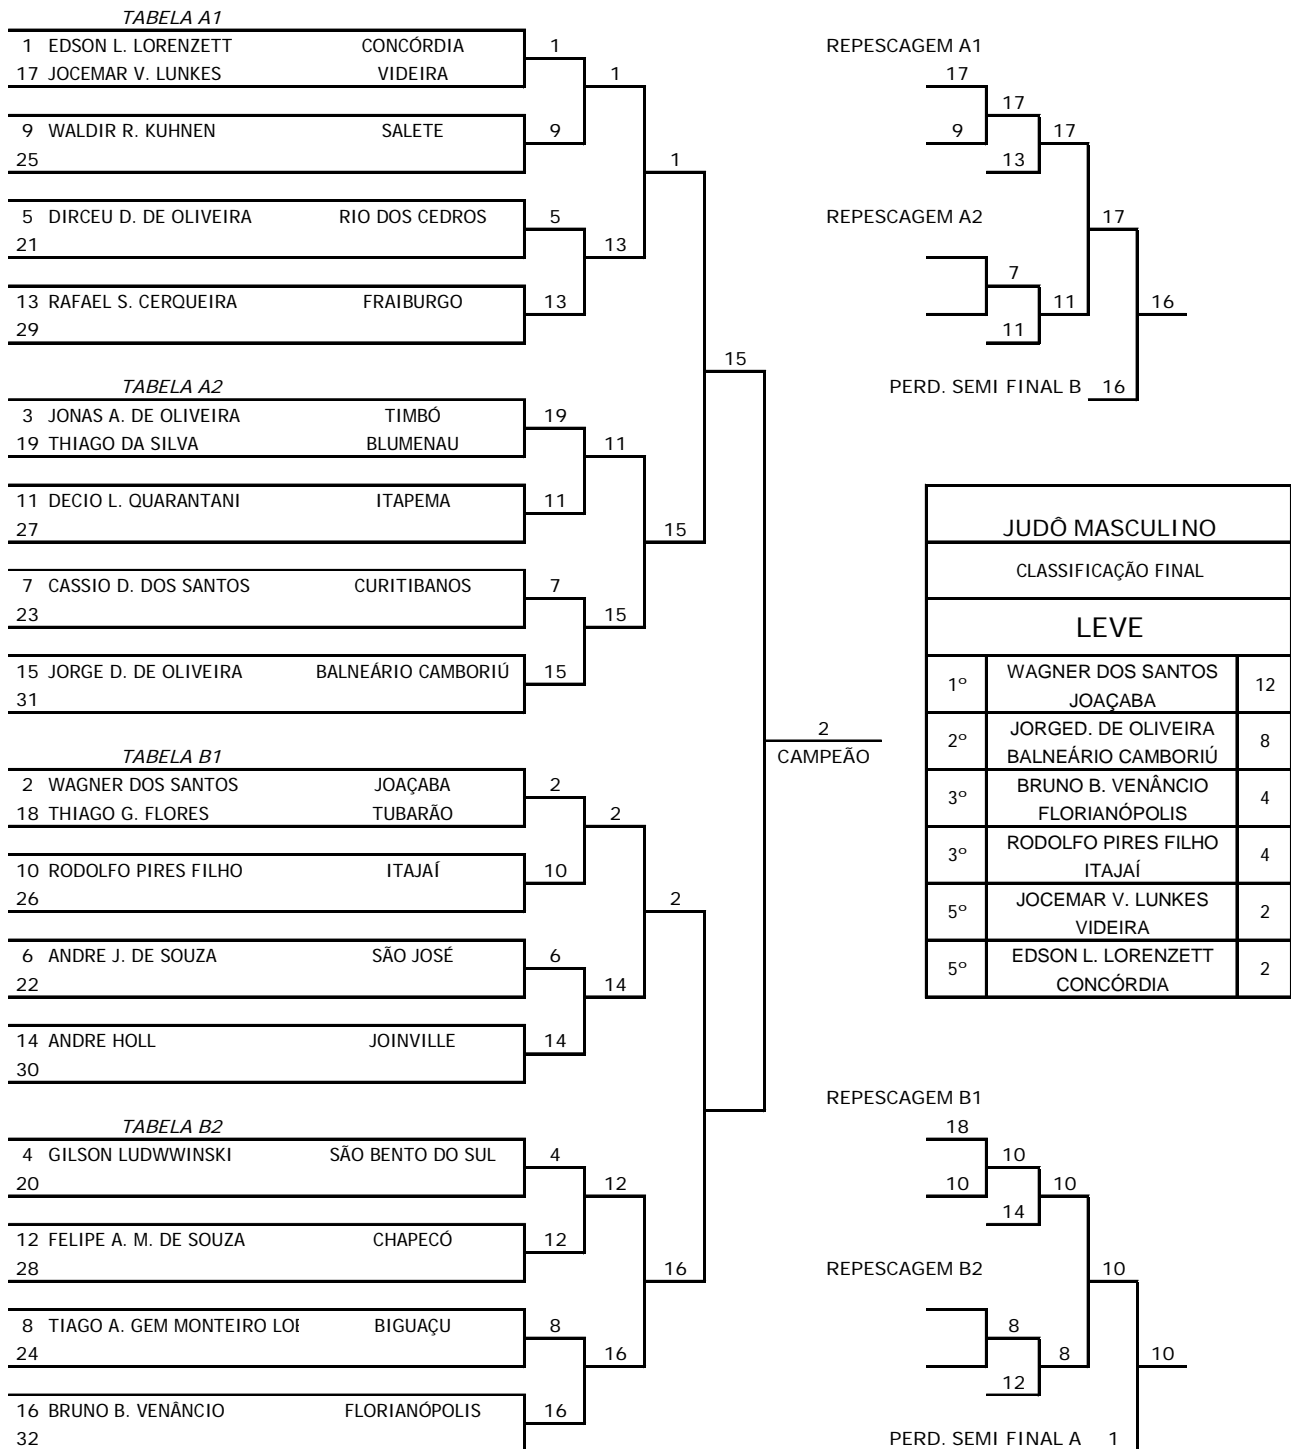 TABELA A1
1 EDSON L. LORENZETT CONCÓRDIA 1
17 JOCEMAR V. LUNKES VIDEIRA
1
9 WALDIR R. KUHNEN SALETE 9
25
1
5 DIRCEU D. DE OLIVEIRA RIO DOS CEDROS 5
21
13
13 RAFAEL S. CERQUEIRA FRAIBURGO 13
29
15
TABELA A2
3 JONAS A. DE OLIVEIRA TIMBÓ 19
19 THIAGO DA SILVA BLUMENAU
11
11 DECIO L. QUARANTANI ITAPEMA 11
27
15
7 CASSIO D. DOS SANTOS CURITIBANOS 7
23
15
15 JORGE D. DE OLIVEIRA BALNEÁRIO CAMBORIÚ 15
31
2
CAMPEÃO
TABELA B1
2 WAGNER DOS SANTOS JOAÇABA 2
18 THIAGO G. FLORES TUBARÃO
2
10 RODOLFO PIRES FILHO ITAJAÍ 10
26
2
6 ANDRE J. DE SOUZA SÃO JOSÉ 6
22
14
14 ANDRE HOLL JOINVILLE 14
30
TABELA B2
4 GILSON LUDWWINSKI SÃO BENTO DO SUL 4
20
12
12 FELIPE A. M. DE SOUZA CHAPECÓ 12
28
16
8 TIAGO A. GEM MONTEIRO BIGUAÇU 8
24
16
16 BRUNO B. VENÂNCIO FLORIANÓPOLIS 16
32
REPESCAGEM A1
17
17
9
17
13
17
REPESCAGEM A2
7
11
11
16
PERD. SEMI FINAL B 16
JUDÔ MASCULINO
CLASSIFICAÇÃO FINAL
LEVE
1º WAGNER DOS SANTOS 12
JOAÇABA
2º JORGED. DE OLIVEIRA 8
BALNEÁRIO CAMBORIÚ
3º BRUNO B. VENÂNCIO 4
FLORIANÓPOLIS
3º RODOLFO PIRES FILHO 4
ITAJAÍ
5º JOCEMAR V. LUNKES 2
VIDEIRA
5º EDSON L. LORENZETT 2
CONCÓRDIA
REPESCAGEM B1
18
10
10
10
14
10
REPESCAGEM B2
8
8
12
10
PERD. SEMI FINAL A 1